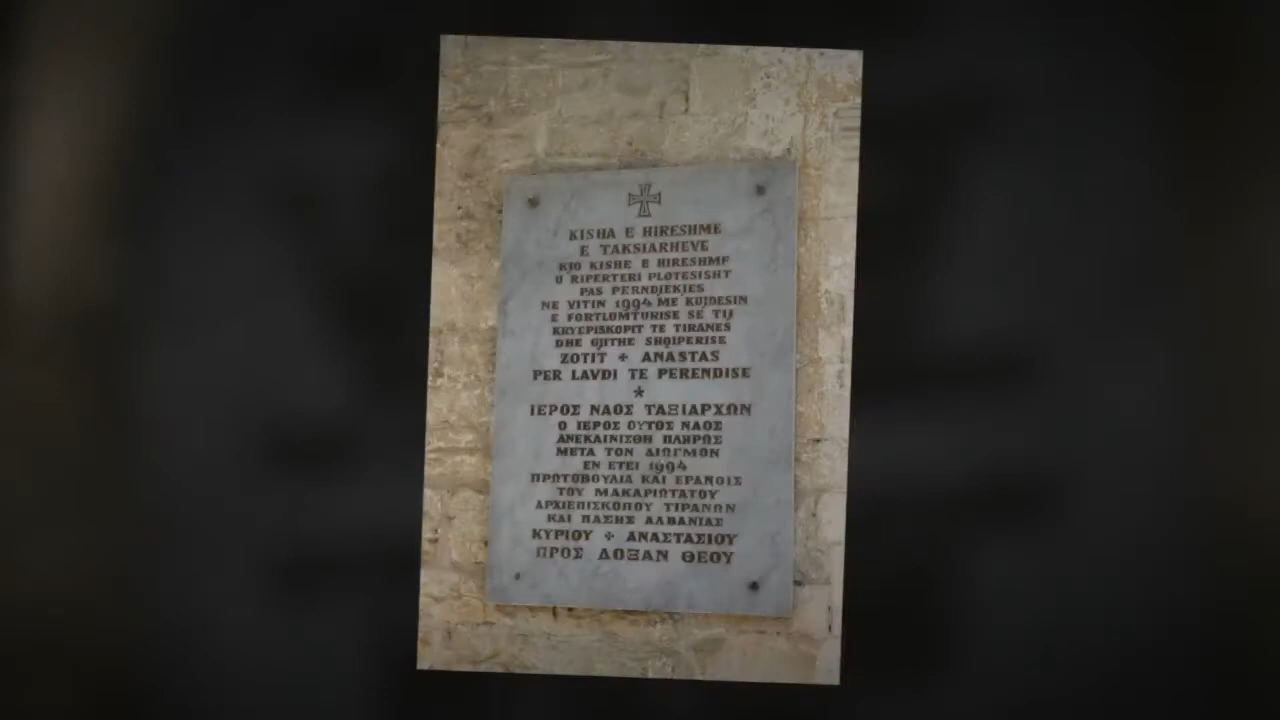 KISHA E HIRESHME
E TAKSIARHEVE
KJO KISHE E HIRESHME
U RIPERTERI PLOTESISHT
PAS PERNDJEKJES
NE VITIN 1994 ME KUJDESIN
E FORTLUMTURISE SE TIJ
KRYEPISKOPIT TE TIRANES
DHE GJITHE SHQIPERISE
ZOTIT + ANASTAS
PER LAVDI TE PERENDISE
*
ΙΕΡΟΣ ΝΑΟΣ ΤΑΞΙΑΡΧΩΝ
Ο ΙΕΡΟΣ ΟΥΤΟΣ ΝΑΟΣ
ΑΝΕΚΑΙΝΙΣΘΗ ΠΛΗΡΩΣ
ΜΕΤΑ ΤΟΝ ΔΙΩΓΜΟΝ
ΕΝ ΕΤΕΙ 1994
ΠΡΩΤΟΒΟΥΛΙΑ ΚΑΙ ΕΡΑΝΟΙΣ
ΤΟΥ ΜΑΚΑΡΙΩΤΑΤΟΥ
ΑΡΧΙΕΠΙΣΚΟΠΟΥ ΤΙΡΑΝΩΝ
ΚΑΙ ΠΑΣΗΣ ΑΛΒΑΝΙΑΣ
ΚΥΡΙΟΥ + ΑΝΑΣΤΑΣΙΟΥ
ΠΡΟΣ ΔΟΞΑΝ ΘΕΟΥ